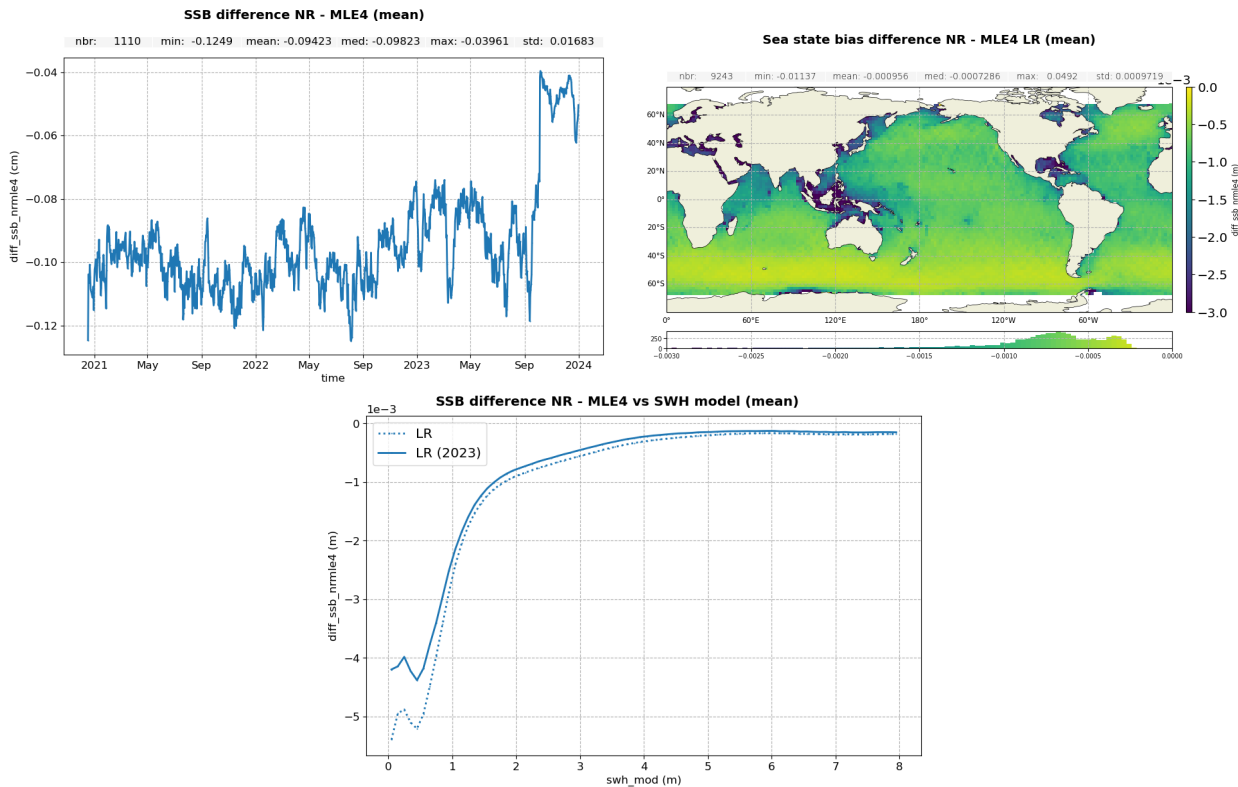 SSB difference NR - MLE4 (mean)
nbr: 1110 min: -0.1249 mean: -0.09423 med: -0.09823 max: -0.03961 std: 0.01683
−0.04
−0.06
−0.08
−0.10
−0.12
diff_ssb_nrmle4 (cm)
2021 May Sep 2022 May Sep 2023 May Sep 2024
time
Sea state bias difference NR - MLE4 LR (mean)
nbr: 9243 min: -0.01137 mean: -0.000956 med: -0.0007286 max: 0.0492 std: 0.0009719
60°N
40°N
20°N
0°
20°S
40°S
60°S
0° 60°E 120°E 180° 120°W 60°W
0.0
−0.5
−1.0
−1.5
−2.0
−2.5
−3.0
diff_ssb_nrmle4 (m)
250
0
−0.0030 −0.0025 −0.0020 −0.0015 −0.0010 −0.0005 0.0000
SSB difference NR - MLE4 vs SWH model (mean)
1e−3
LR
LR (2023)
0
−1
−2
−3
−4
−5
diff_ssb_nrmle4 (m)
0 1 2 3 4 5 6 7 8
swh_mod (m)